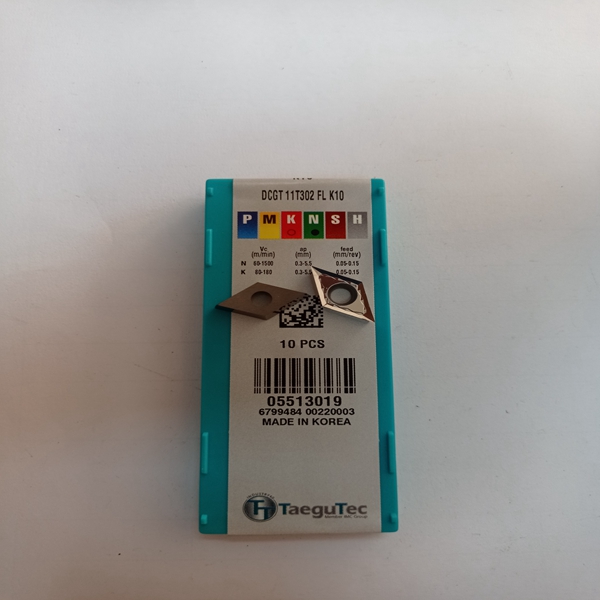 DCGT 11T302 FL K10
P M K N S H
Vc ap feed
(m/min) (mm) (mm/rev)
N 60-1500 0.3-5.5 0.05-0.15
K 60-180 0.3-5.5 0.05-0.15
10 PCS
05513019
6799484 00220003
MADE IN KOREA
TT TaeguTec